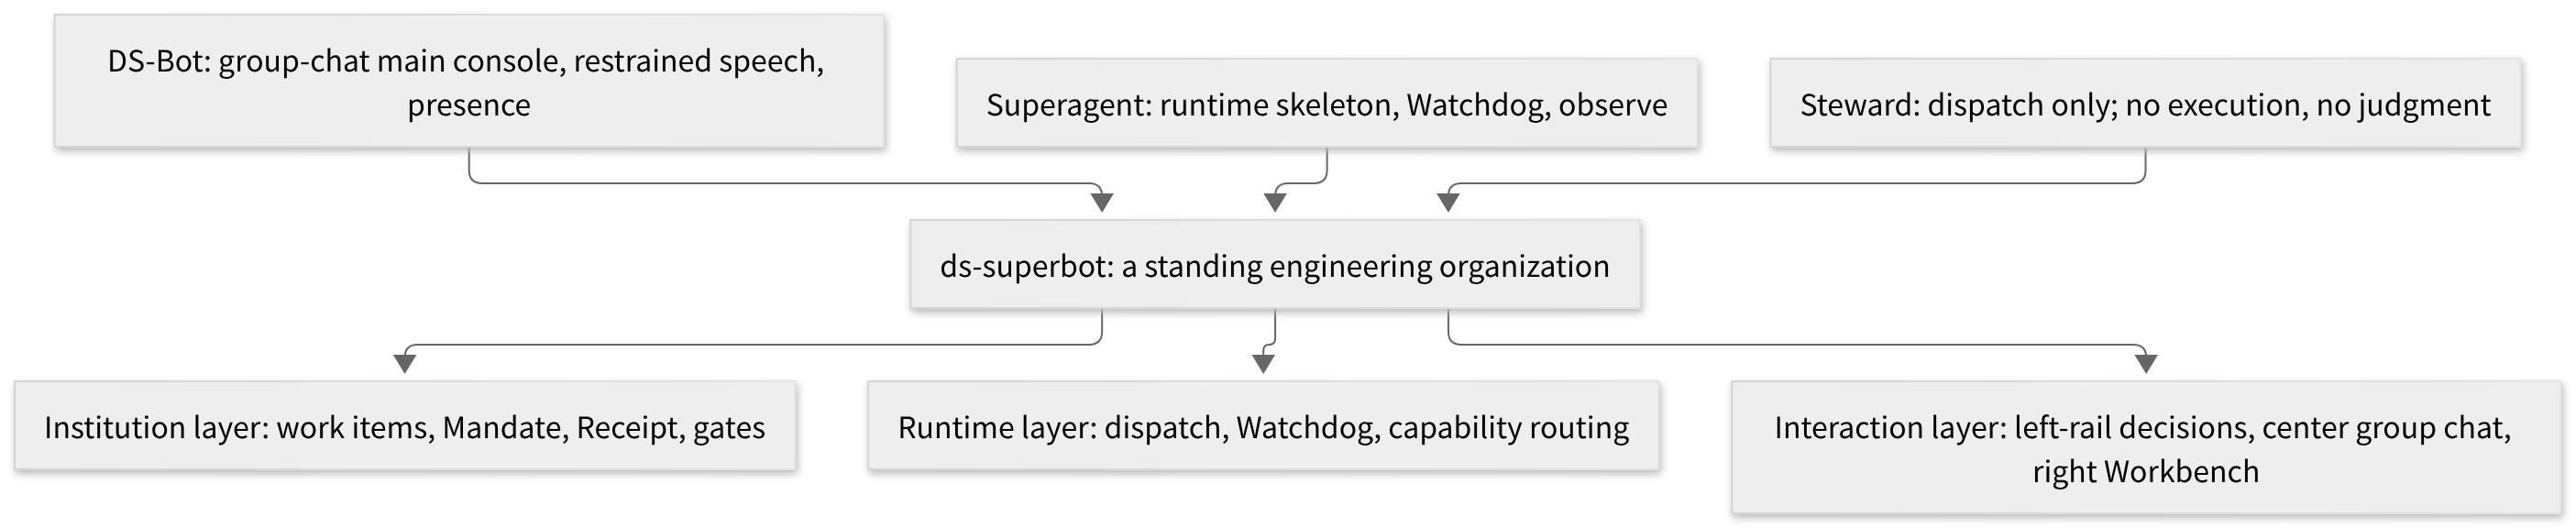 DS-Bot: group-chat main console, restrained speech,
presence
Superagent: runtime skeleton, Watchdog, observe
Steward: dispatch only; no execution, no judgment
ds-superbot: a standing engineering organization
Institution layer: work items, Mandate, Receipt, gates
Runtime layer: dispatch, Watchdog, capability routing
Interaction layer: left-rail decisions, center group chat,
right Workbench